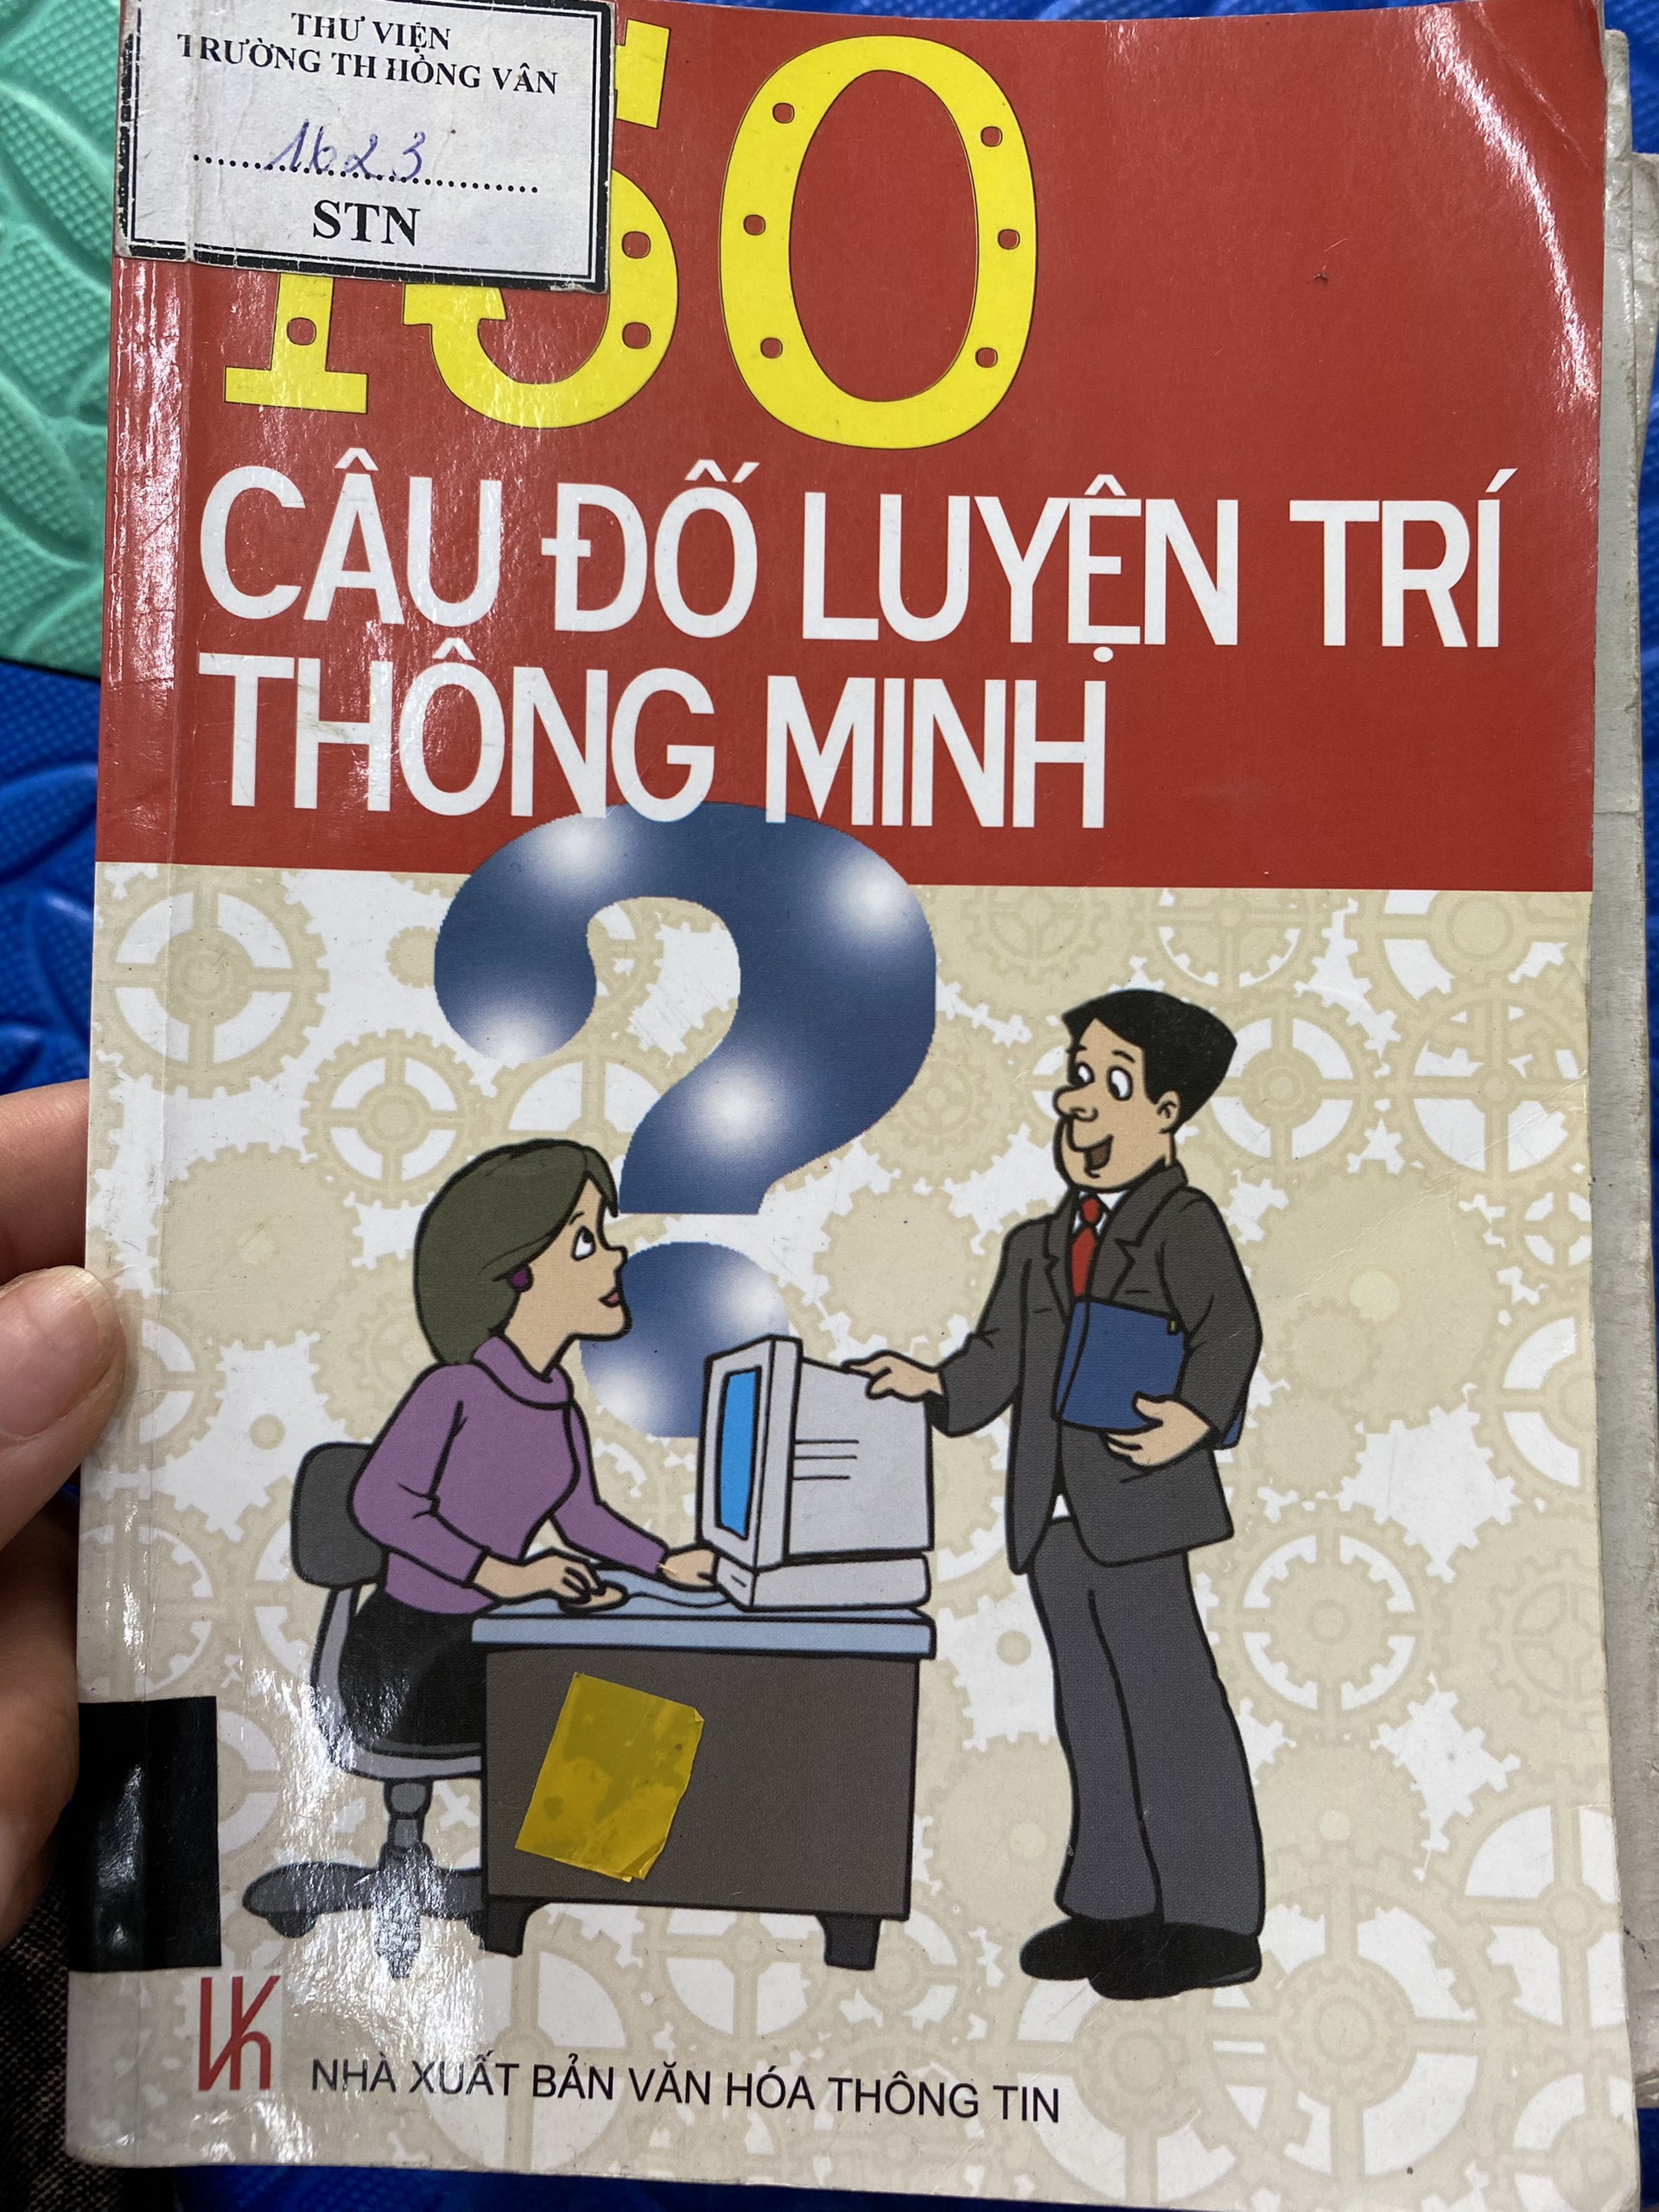 THƯ VIỆN
TRƯỜNG TH HỒNG VÂN
1623
STN
150
CÂU ĐỐ LUYỆN TRÍ
THÔNG MINH
NHÀ XUẤT BẢN VĂN HÓA THÔNG TIN